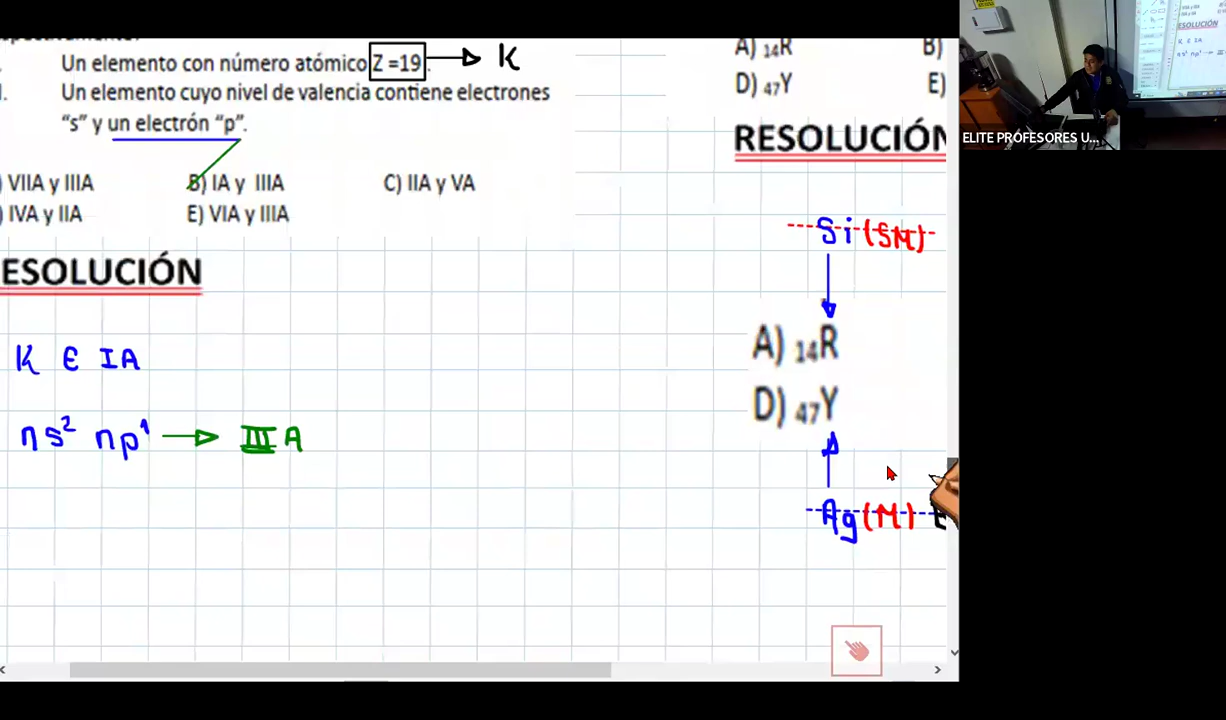 Un elemento con número atómico Z =19. → K
Un elemento cuyo nivel de valencia contiene electrones
“s” y un electrón “p”.
) VIIA y IIIA B) IA y IIIA C) IIA y VA
) IVA y IIA E) VIA y IIIA
ESOLUCIÓN
K ∈ IA
ns² np¹ → III A
A) ₁₄R B)
D) ₄₇Y E)
RESOLUCIÓN
Si (SM)
A) ₁₄R
D) ₄₇Y
Ag (M)
ELITE PROFESORES U...